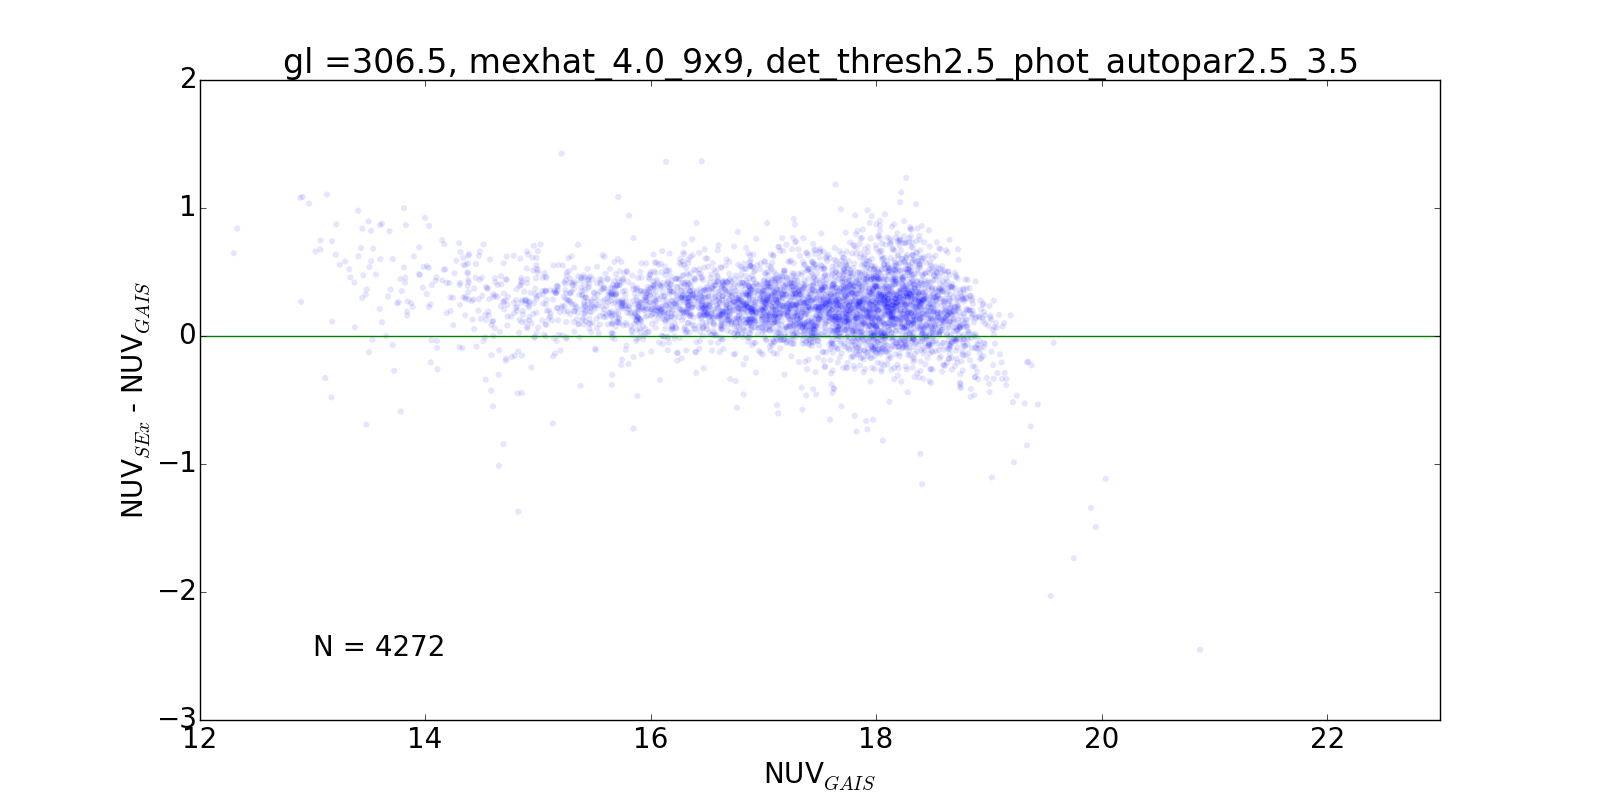 gl =306.5, mexhat_4.0_9x9, det_thresh2.5_phot_autopar2.5_3.5
2
1
0
−1
−2
−3
NUV_SEx - NUV_GAIS
N = 4272
12 14 16 18 20 22
NUV_GAIS